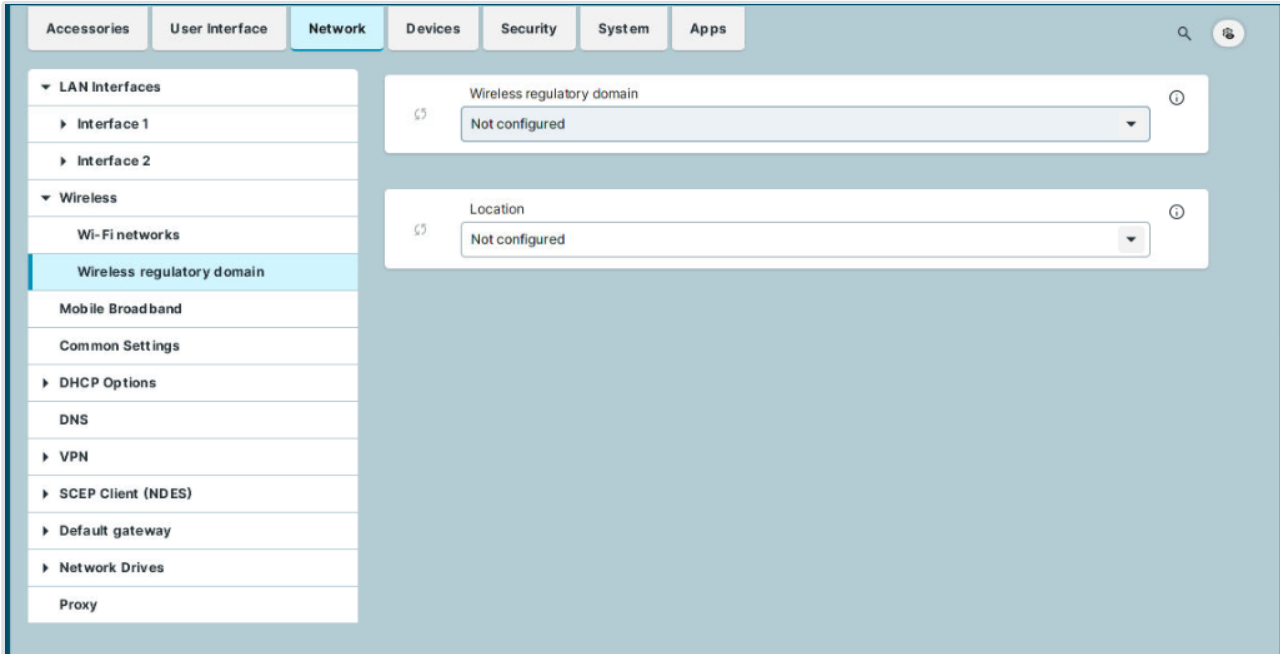 Accessories
User Interface
Network
Devices
Security
System
Apps
LAN Interfaces
Interface 1
Interface 2
Wireless
Wi-Fi networks
Wireless regulatory domain
Mobile Broadband
Common Settings
DHCP Options
DNS
VPN
SCEP Client (NDES)
Default gateway
Network Drives
Proxy
Wireless regulatory domain
Not configured
Location
Not configured